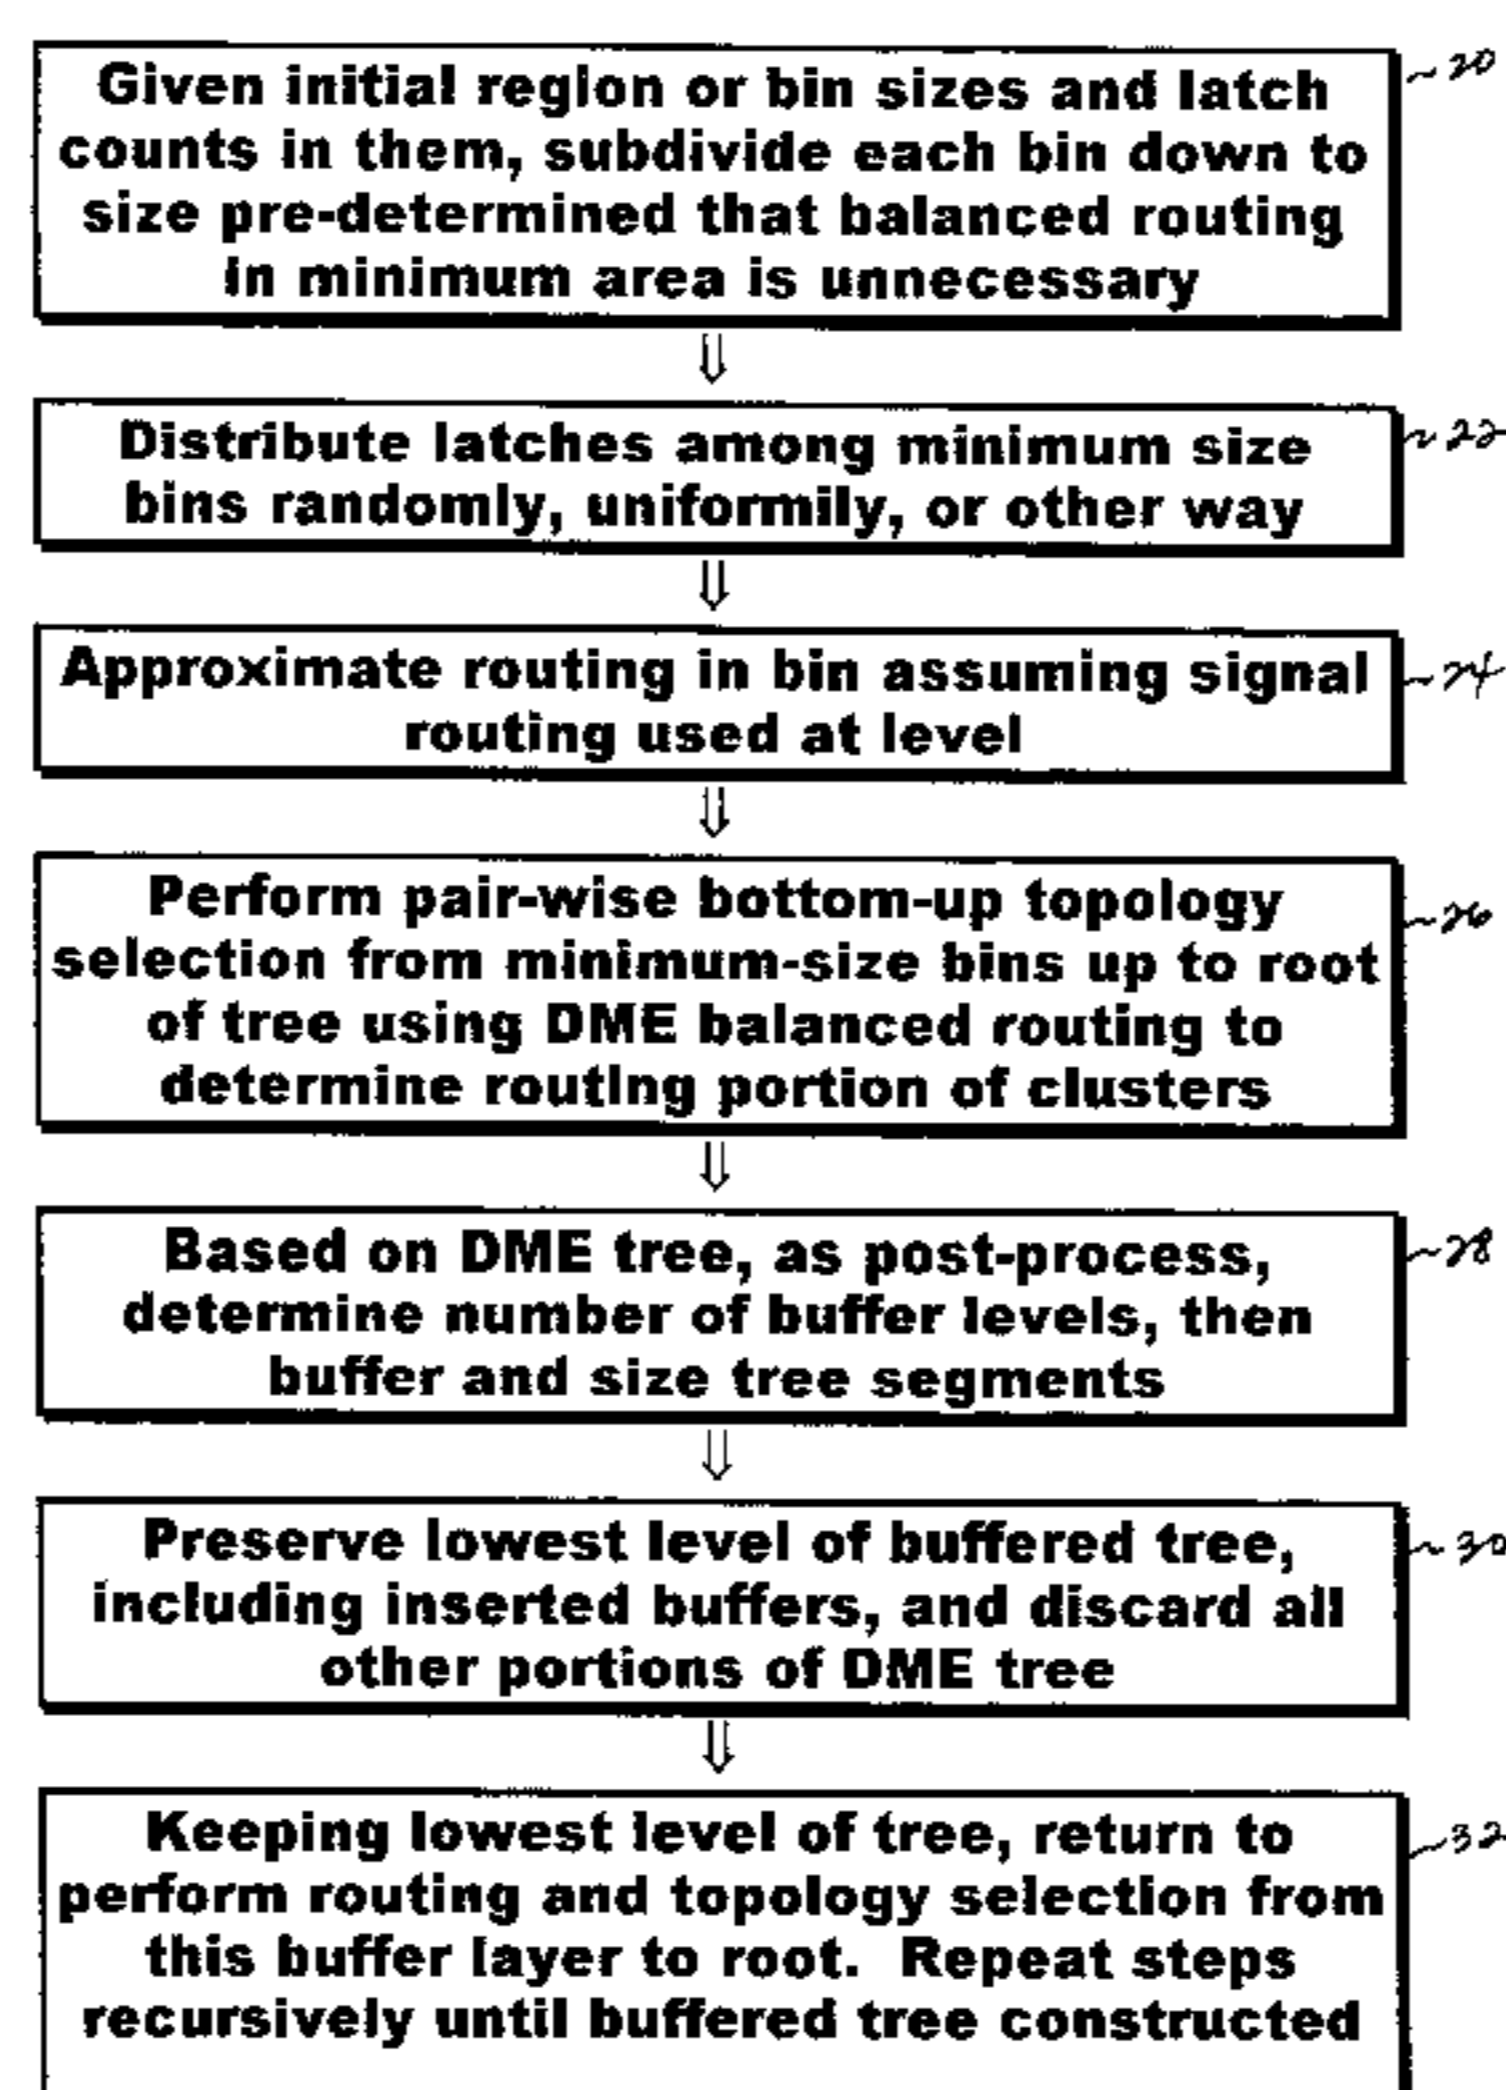 Given initial region or bin sizes and latch 20
counts in them, subdivide each bin down to
size pre-determined that balanced routing
in minimum area is unnecessary
Distribute latches among minimum size 22
bins randomly, uniformily, or other way
Approximate routing in bin assuming signal 24
routing used at level
Perform pair-wise bottom-up topology 26
selection from minimum-size bins up to root
of tree using DME balanced routing to
determine routing portion of clusters
Based on DME tree, as post-process, 28
determine number of buffer levels, then
buffer and size tree segments
Preserve lowest level of buffered tree, 30
including inserted buffers, and discard all
other portions of DME tree
Keeping lowest level of tree, return to 32
perform routing and topology selection from
this buffer layer to root. Repeat steps
recursively until buffered tree constructed